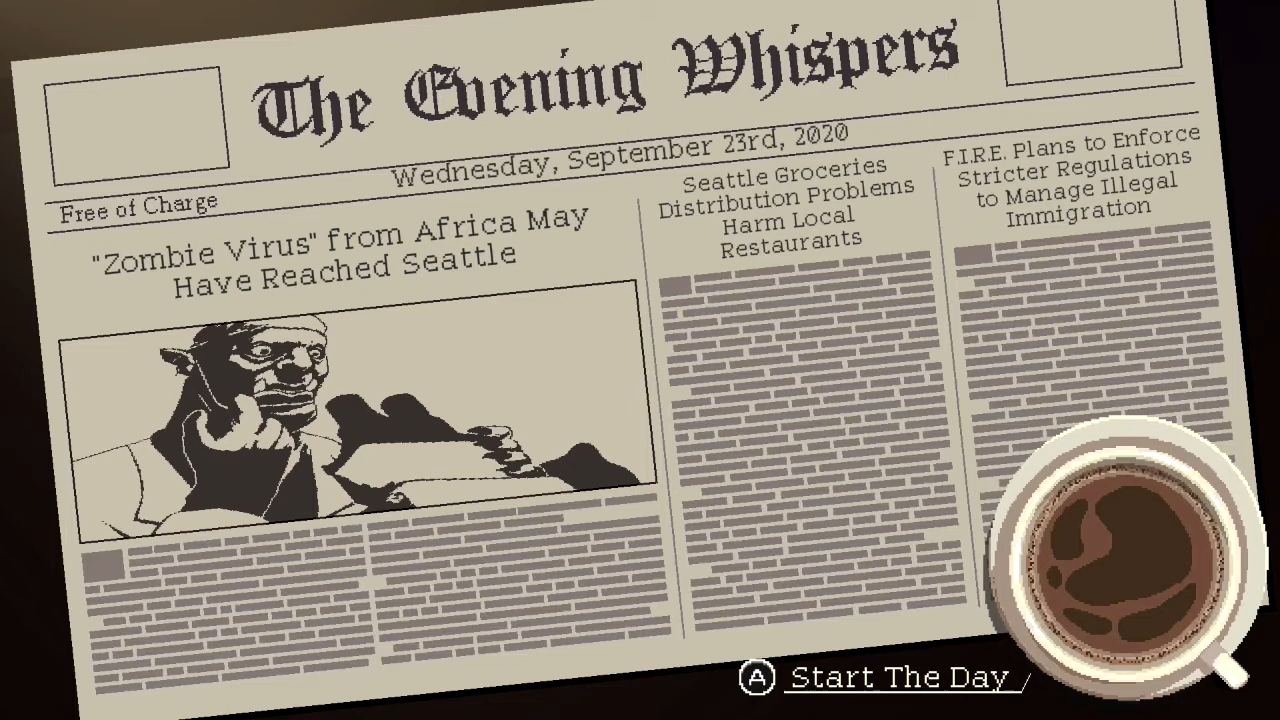 The Evening Whispers
Wednesday, September 23rd, 2020
Free of Charge
"Zombie Virus" from Africa May
Have Reached Seattle
Seattle Groceries
Distribution Problems
Harm Local
Restaurants
F.I.R.E. Plans to Enforce
Stricter Regulations
to Manage Illegal
Immigration
A Start The Day